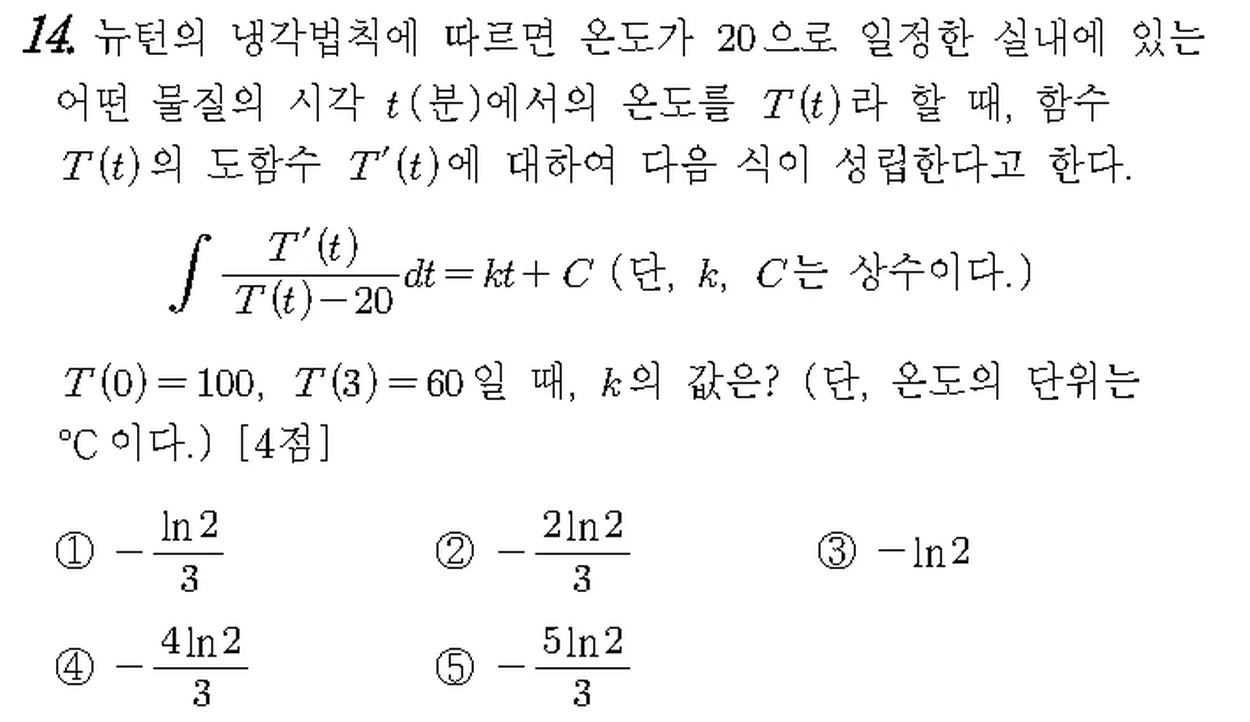 14. 뉴턴의 냉각법칙에 따르면 온도가 20으로 일정한 실내에 있는
어떤 물질의 시각 t(분)에서의 온도를 T(t)라 할 때, 함수
T(t)의 도함수 T′(t)에 대하여 다음 식이 성립한다고 한다.
∫ T′(t)/(T(t)−20) dt = kt + C (단, k, C는 상수이다.)
T(0)=100, T(3)=60일 때, k의 값은? (단, 온도의 단위는
℃이다.) [4점]
① −ln2/3 ② −2ln2/3 ③ −ln2
④ −4ln2/3 ⑤ −5ln2/3